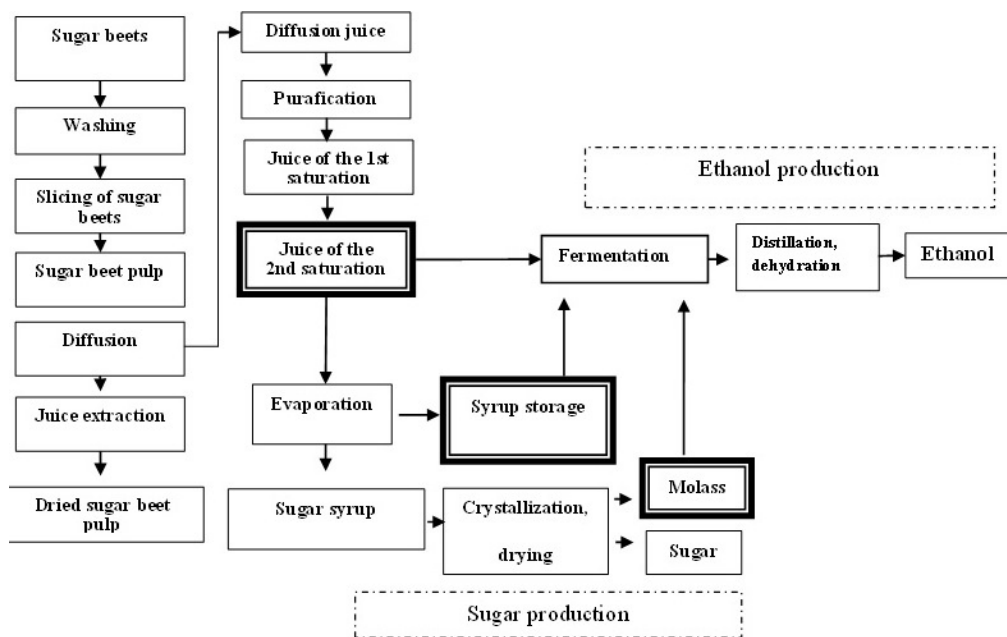 Sugar beets
Washing
Slicing of sugar
beets
Sugar beet pulp
Diffusion
Juice extraction
Dried sugar beet
pulp
Diffusion juice
Purafication
Juice of the 1st
saturation
Juice of the
2nd saturation
Evaporation
Sugar syrup
Syrup storage
Crystallization,
drying
Molass
Sugar
Sugar production
Ethanol production
Fermentation
Distillation,
dehydration
Ethanol